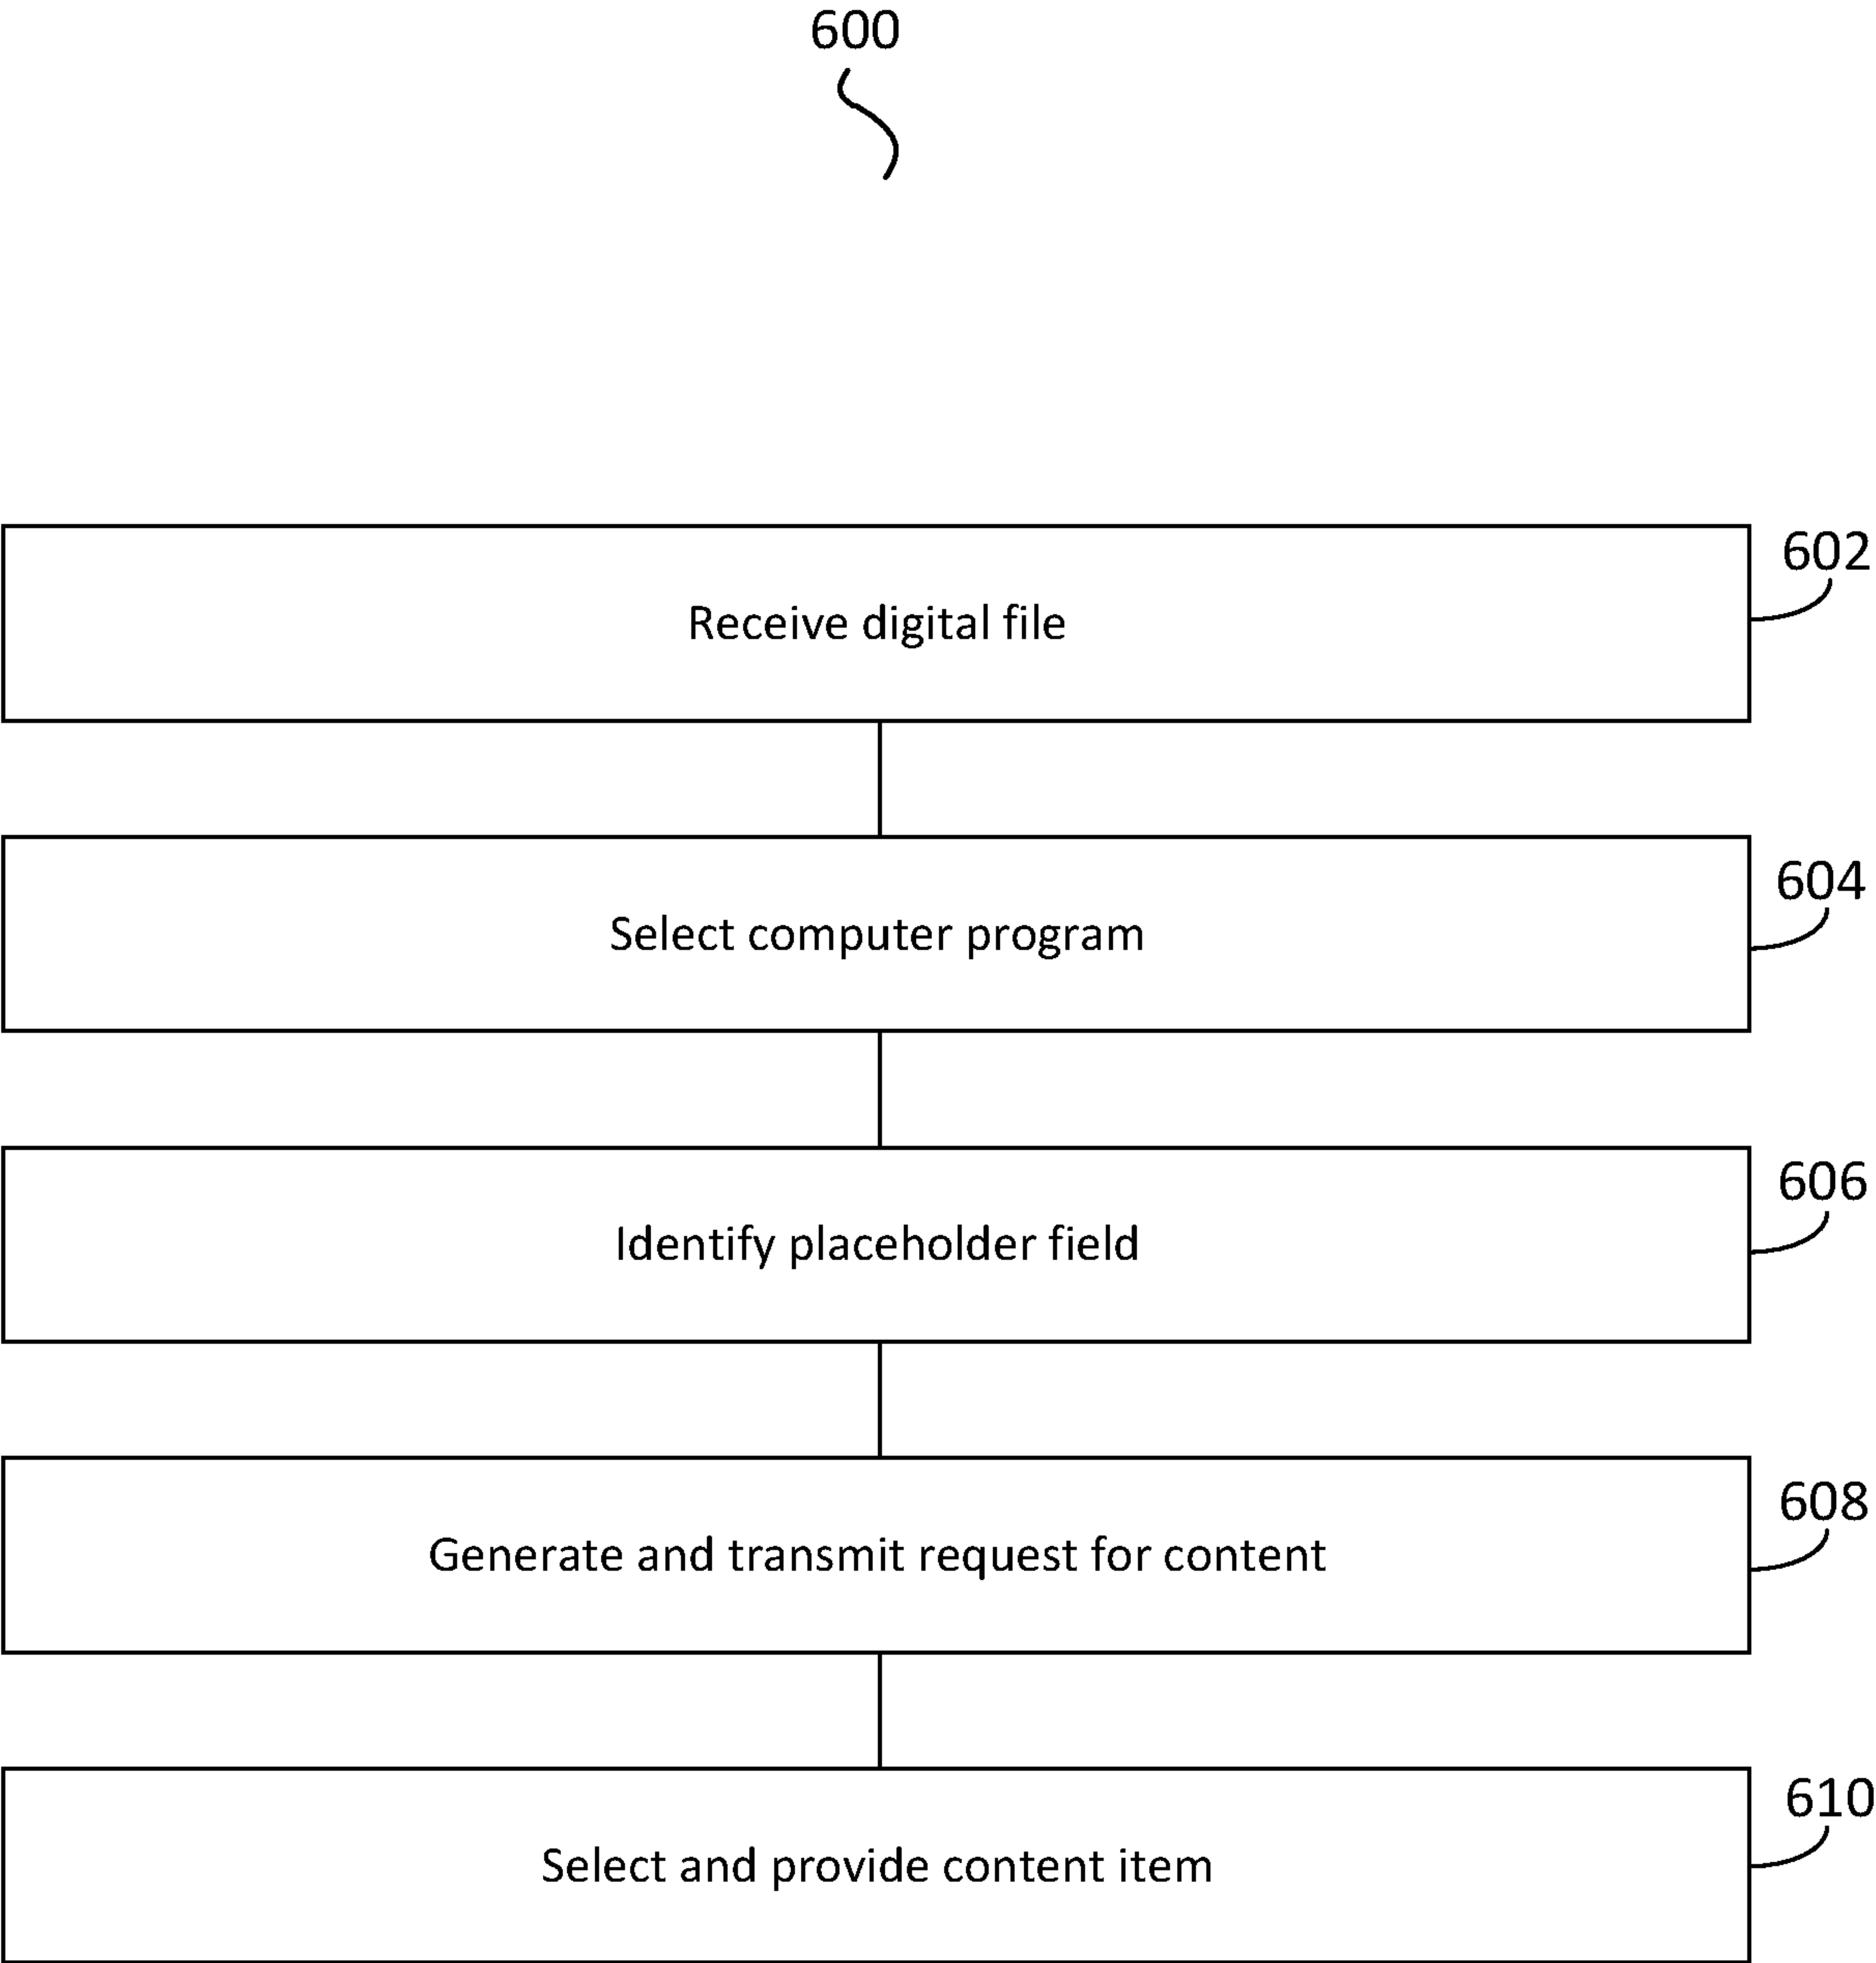 600
602
Receive digital file
604
Select computer program
606
Identify placeholder field
608
Generate and transmit request for content
610
Select and provide content item